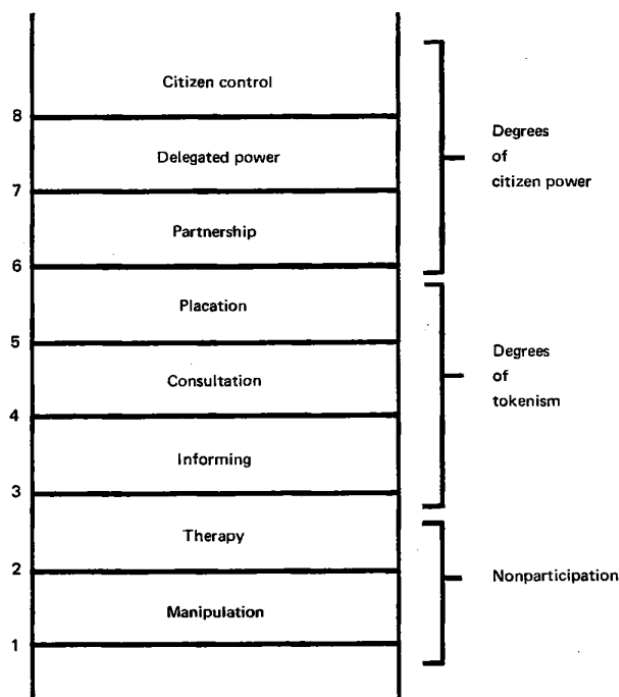 Citizen control
8
Delegated power
7
Partnership
6
Placation
5
Consultation
4
Informing
3
Therapy
2
Manipulation
1
Degrees
of
citizen power
Degrees
of
tokenism
Nonparticipation